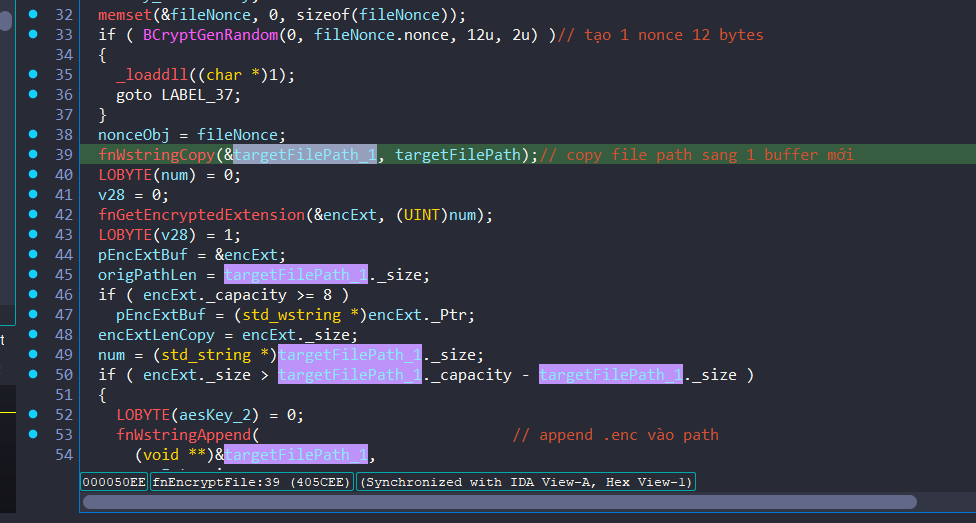 32 memset(&fileNonce, 0, sizeof(fileNonce));
33 if ( BCryptGenRandom(0, fileNonce.nonce, 12u, 2u) )// tạo 1 nonce 12 bytes
34 {
35 _loaddll((char *)1);
36 goto LABEL_37;
37 }
38 nonceObj = fileNonce;
39 fnWstringCopy(&targetFilePath_1, targetFilePath);// copy file path sang 1 buffer mới
40 LOBYTE(num) = 0;
41 v28 = 0;
42 fnGetEncryptedExtension(&encExt, (UINT)num);
43 LOBYTE(v28) = 1;
44 pEncExtBuf = &encExt;
45 origPathLen = targetFilePath_1._size;
46 if ( encExt._capacity >= 8 )
47 pEncExtBuf = (std_wstring *)encExt._Ptr;
48 encExtLenCopy = encExt._size;
49 num = (std_string *)targetFilePath_1._size;
50 if ( encExt._size > targetFilePath_1._capacity - targetFilePath_1._size )
51 {
52 LOBYTE(aesKey_2) = 0;
53 fnWstringAppend( // append .enc vào path
54 (void **)&targetFilePath_1,
000050EE fnEncryptFile:39 (405CEE) (Synchronized with IDA View-A, Hex View-1)